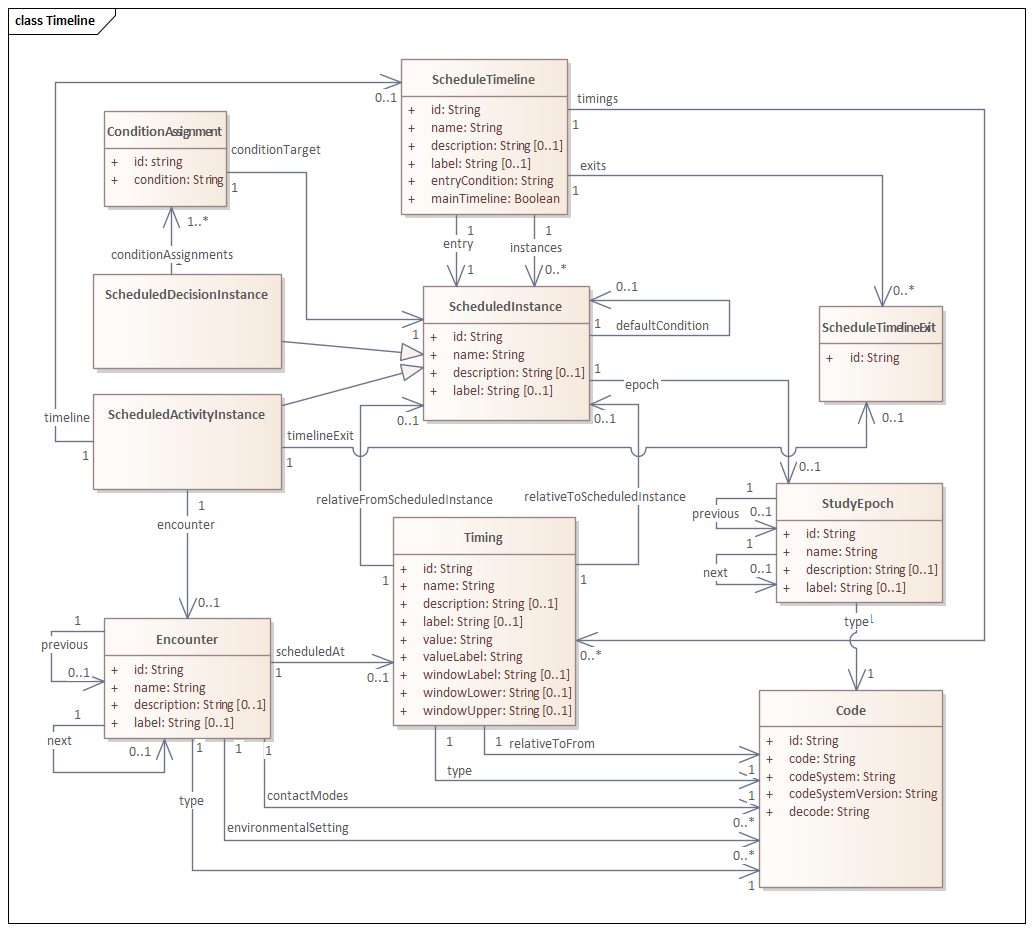 class Timeline
ScheduleTimeline
+ id: String
+ name: String
+ description: String [0..1]
+ label: String [0..1]
+ entryCondition: String
+ mainTimeline: Boolean
0..1
timings
1
exits
1
ConditionAssignment
+ id: string
+ condition: String
conditionTarget
1
1..*
conditionAssignments
1
entry
1
1
instances
0..*
ScheduledDecisionInstance
ScheduledInstance
+ id: String
+ name: String
+ description: String [0..1]
+ label: String [0..1]
1
0..1
1
defaultCondition
1
epoch
0..1
0..1
0..*
ScheduleTimelineExit
+ id: String
0..1
ScheduledActivityInstance
timeline
1
timelineExit
1
1
encounter
0..1
relativeFromScheduledInstance
relativeToScheduledInstance
0..1
StudyEpoch
+ id: String
+ name: String
+ description: String [0..1]
+ label: String [0..1]
1
previous
0..1
1
next
0..1
type
1
1
Timing
+ id: String
+ name: String
+ description: String [0..1]
+ label: String [0..1]
+ value: String
+ valueLabel: String
+ windowLabel: String [0..1]
+ windowLower: String [0..1]
+ windowUpper: String [0..1]
1
1
0..*
Encounter
+ id: String
+ name: String
+ description: String [0..1]
+ label: String [0..1]
1
previous
0..1
1
next
0..1
scheduledAt
1
0..1
Code
+ id: String
+ code: String
+ codeSystem: String
+ codeSystemVersion: String
+ decode: String
1
1
relativeToFrom
1
type
1
1
1
1
contactModes
0..*
environmentalSetting
0..*
type
1